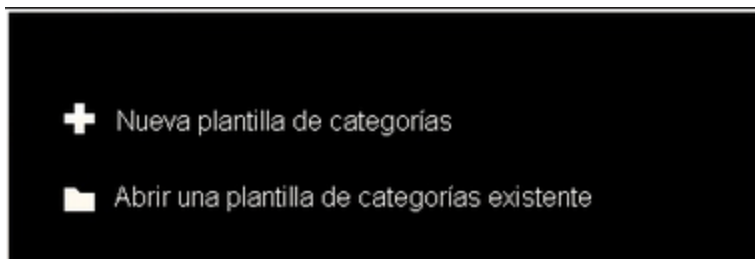 Nueva plantilla de categorías
Abrir una plantilla de categorías existente